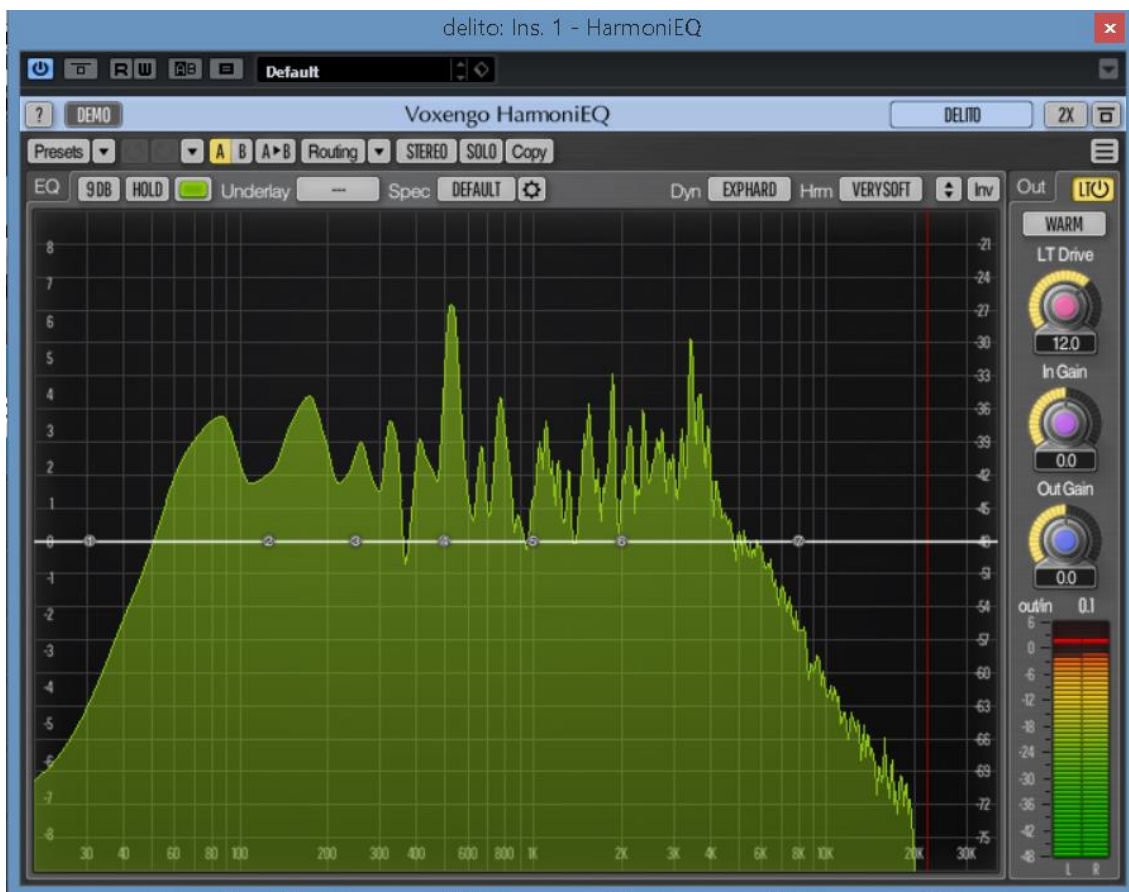 delito: Ins. 1 - HarmoniEQ
x
R W AB Default
? DEMO Voxengo HarmoniEQ DELITO 2X
Presets A B A►B Routing STEREO SOLO Copy
EQ 9 DB HOLD Underlay --- Spec DEFAULT Dyn EXPHARD Hrm VERY SOFT Inv Out LT
WARM
LT Drive
12.0
In Gain
0.0
Out Gain
0.0
out/in 0.1
8 -21
7 -24
6 -27
5 -30
4 -33
-36
3 -39
2 -42
1 -45
0 1 2 3 4 5 6 7 -48
-1 -51
-2 -54
-3 -57
-4 -60
-5 -63
-6 -66
-69
-7 -72
-8 -75
30 40 60 80 100 200 300 400 600 800 1K 2K 3K 4K 6K 8K 10K 20K 30K
6
0
-6
-12
-18
-24
-30
-36
-42
-48
L R